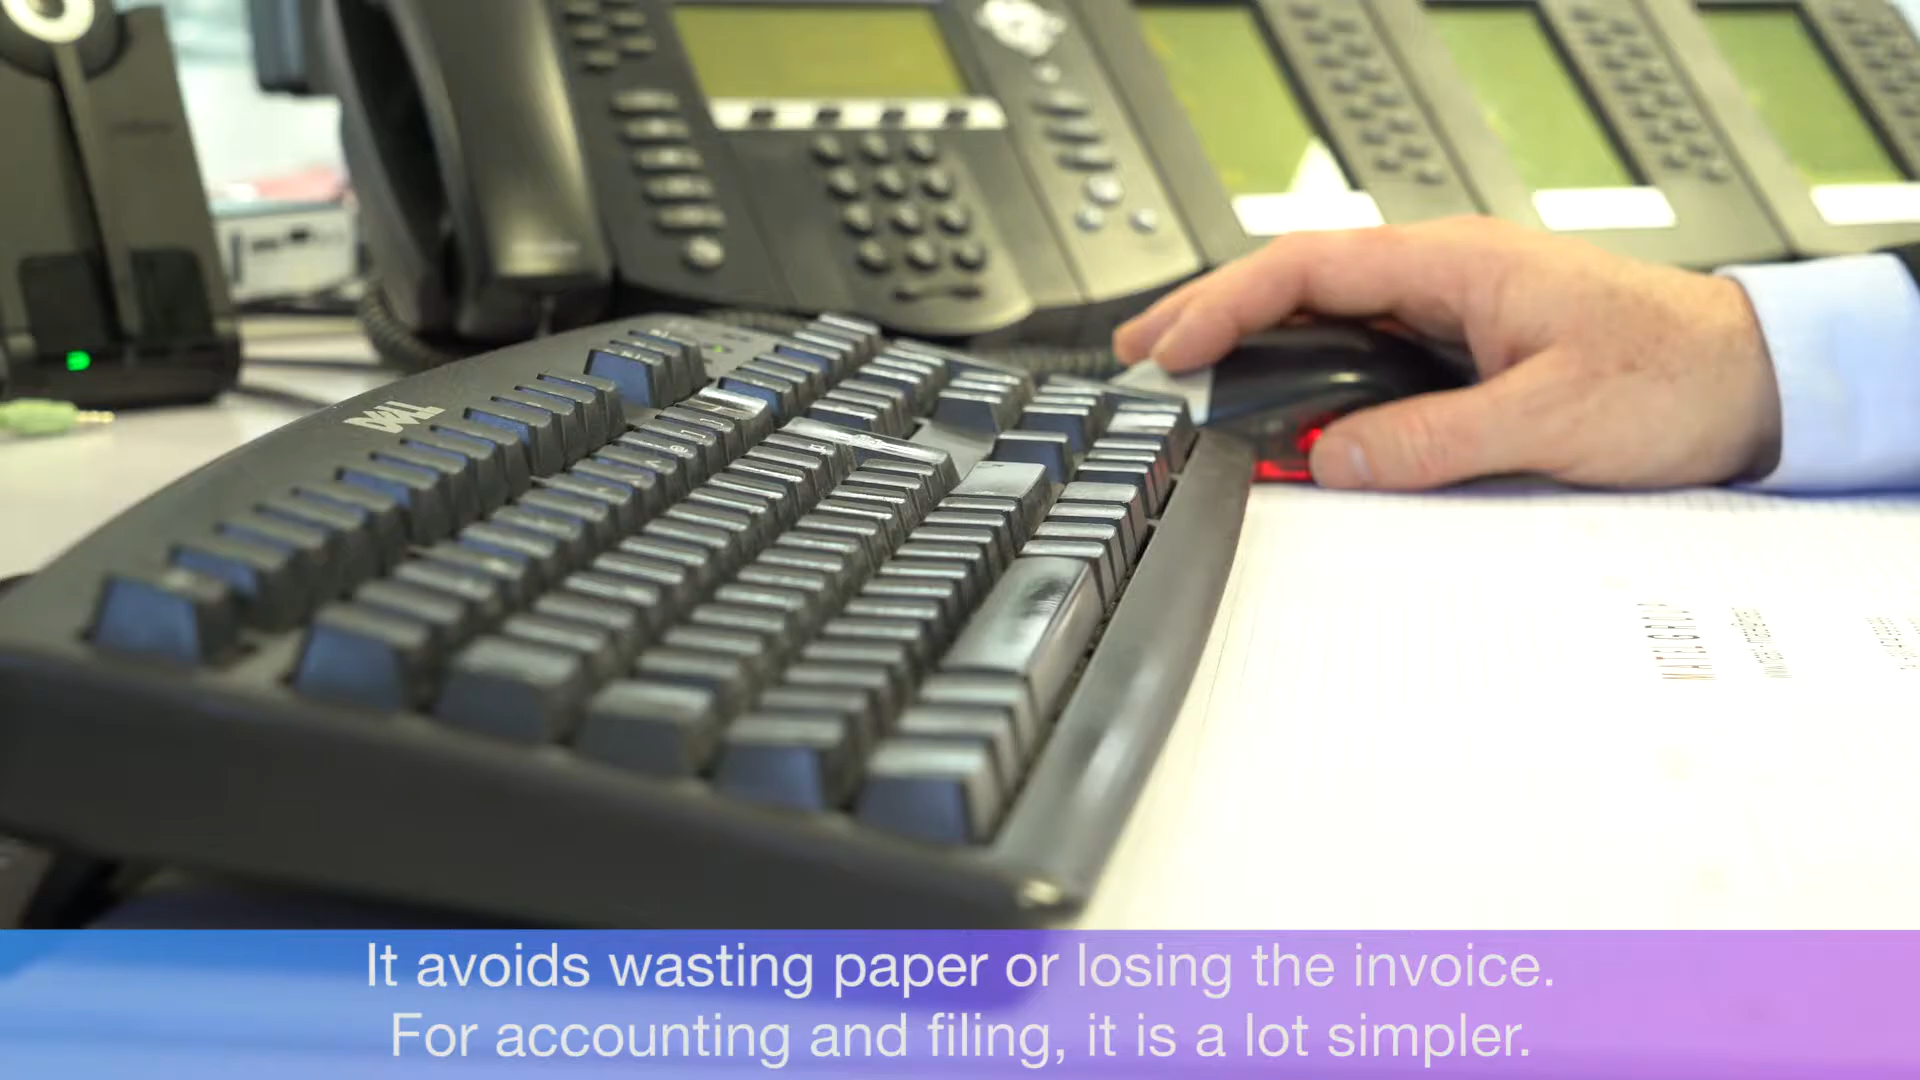 DELL
It avoids wasting paper or losing the invoice.
For accounting and filing, it is a lot simpler.